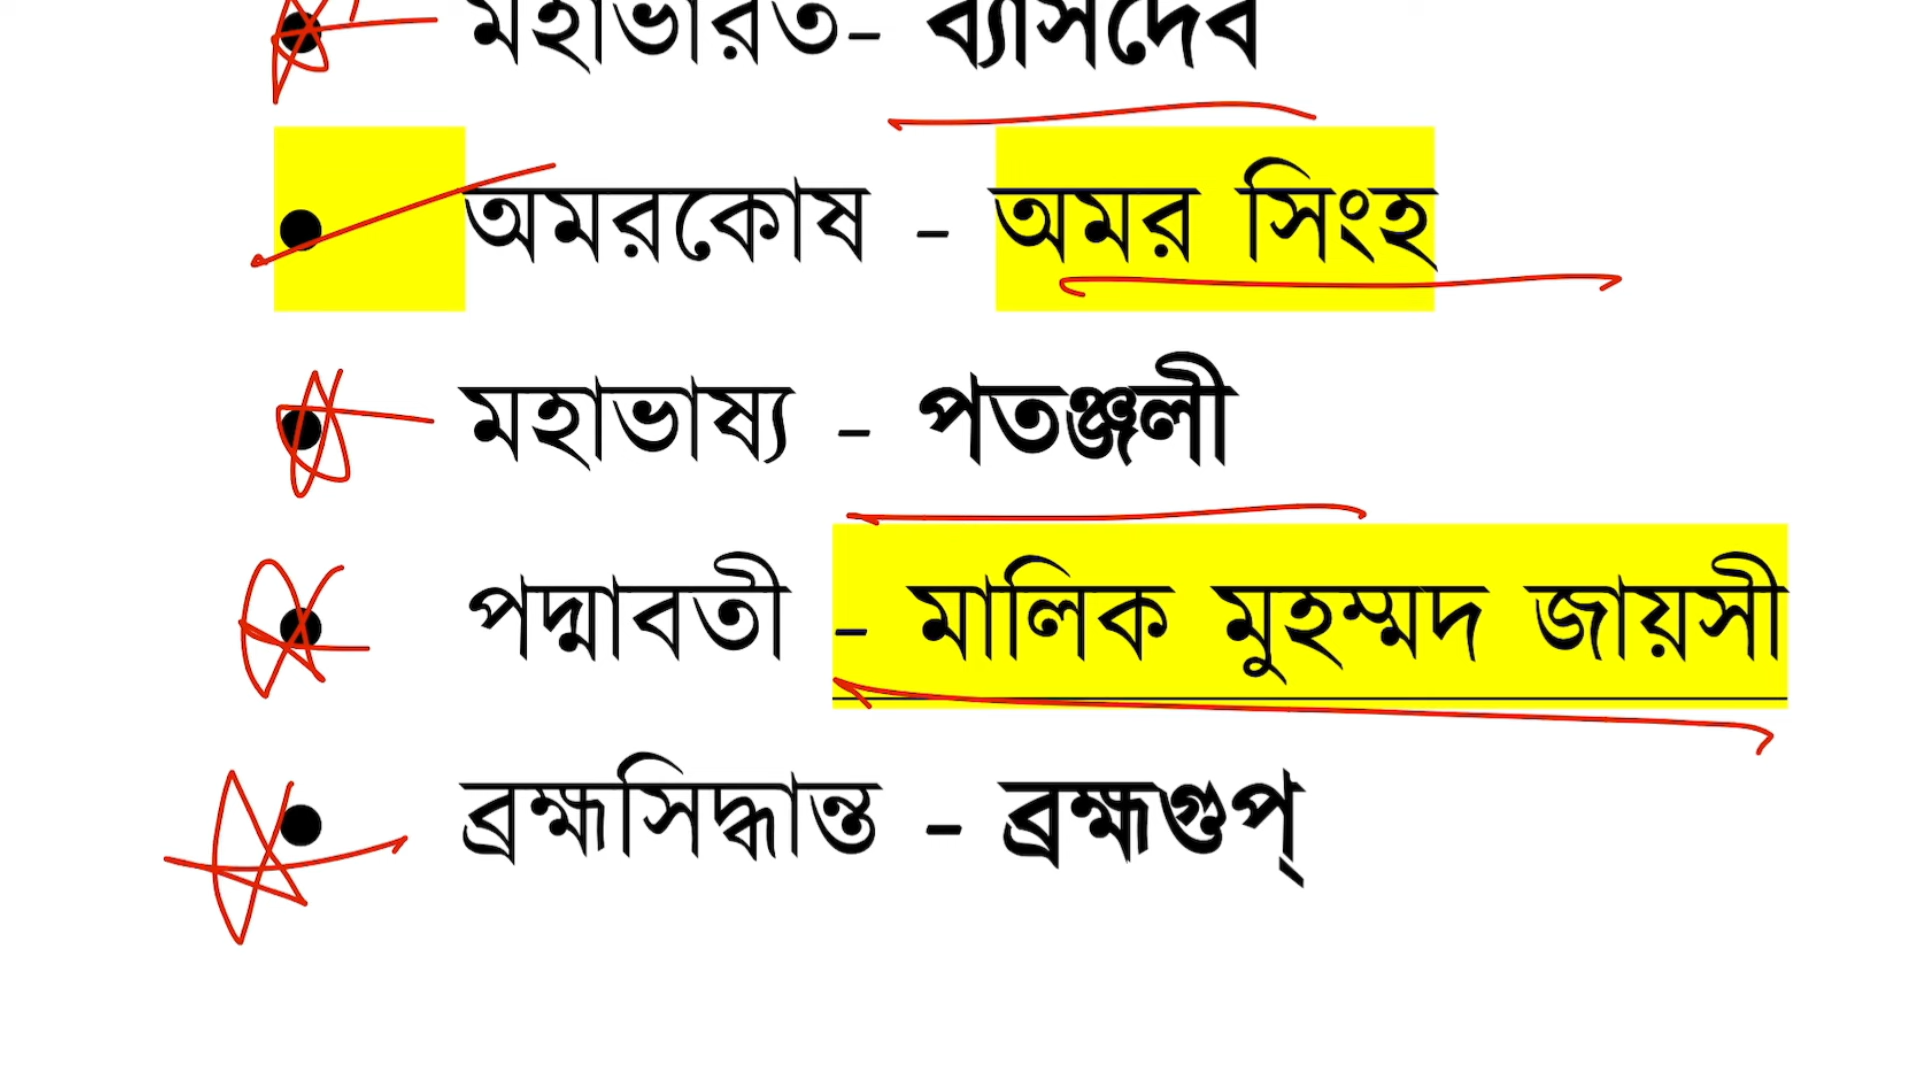 মহাভারত- ব্যাসদেব
অমরকোষ - অমর সিংহ
মহাভাষ্য - পতঞ্জলী
পদ্মাবতী - মালিক মুহম্মদ জায়সী
ব্রহ্মসিদ্ধান্ত - ব্রহ্মগুপ্